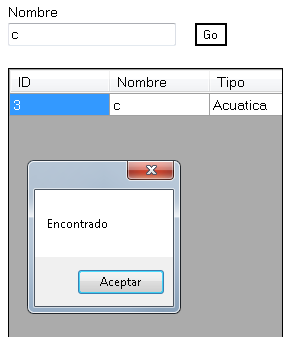 Nombre
c Go
ID Nombre Tipo
3 c Acuatica
Encontrado
Aceptar